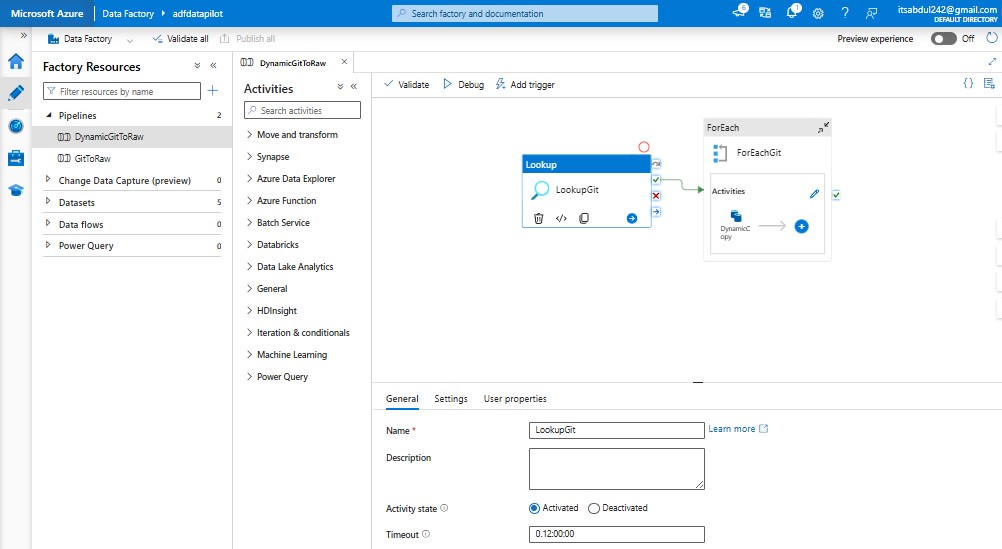 Microsoft Azure
Data Factory
adfdatapilot
Search factory and documentation
6
1
itsabdul242@gmail.com
DEFAULT DIRECTORY
Data Factory
Validate all
Publish all
Preview experience
Off
Factory Resources
Filter resources by name
Pipelines 2
DynamicGitToRaw
GitToRaw
Change Data Capture (preview) 0
Datasets 5
Data flows 0
Power Query 0
DynamicGitToRaw
Activities
Search activities
Move and transform
Synapse
Azure Data Explorer
Azure Function
Batch Service
Databricks
Data Lake Analytics
General
HDInsight
Iteration & conditionals
Machine Learning
Power Query
Validate
Debug
Add trigger
Lookup
LookupGit
ForEach
ForEachGit
Activities
DynamicC
opy
General
Settings
User properties
Name *
LookupGit
Learn more
Description
Activity state
Activated
Deactivated
Timeout
0.12:00:00